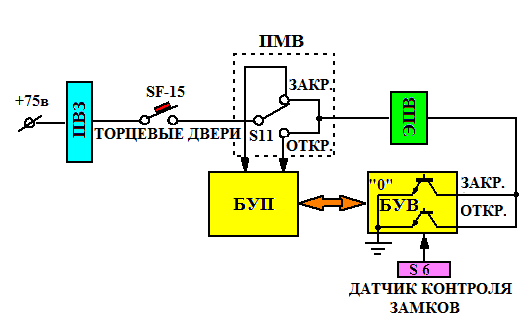 ПМВ
ЗАКР.
SF-15
+75в
ПВЗ
ЭПВ
ТОРЦЕВЫЕ ДВЕРИ
S11
ОТКР.
БУП
"0"
ЗАКР.
БУВ
ОТКР.
S 6
ДАТЧИК КОНТРОЛЯ
ЗАМКОВ